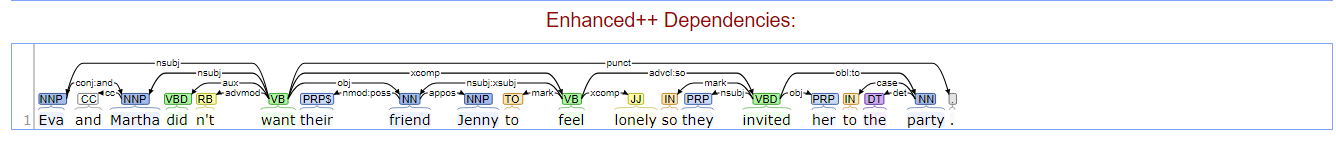 Enhanced++ Dependencies:
nsubj punct
nsubj xcomp advcl:so obl:to
conj:and aux obj nsubj:xsubj mark case
cc advmod nmod:poss appos mark xcomp nsubj obj det
NNP CC NNP VBD RB VB PRP$ NN NNP TO VB JJ IN PRP VBD PRP IN DT NN .
1 Eva and Martha did n't want their friend Jenny to feel lonely so they invited her to the party .